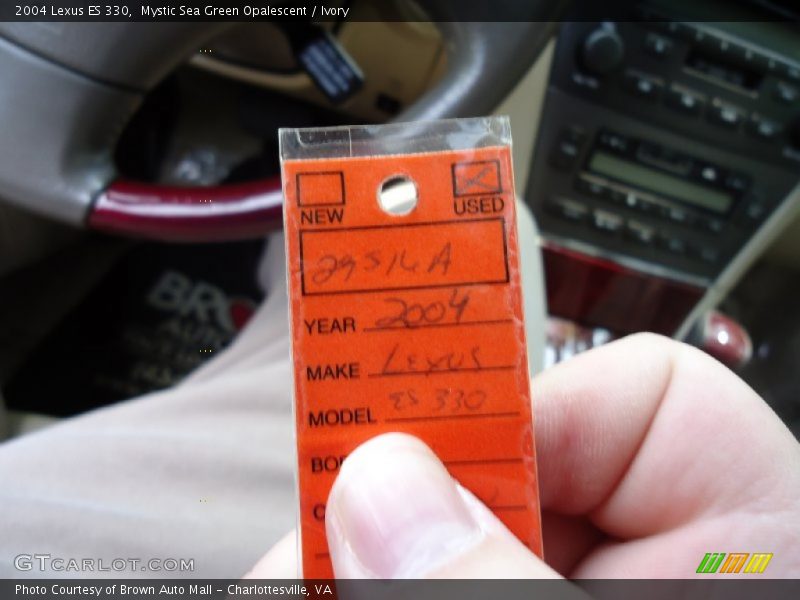 2004 Lexus ES 330, Mystic Sea Green Opalescent / Ivory
NEW USED
29516A
YEAR 2004
MAKE Lexus
MODEL ES 330
GTCARLOT.COM
Photo Courtesy of Brown Auto Mall – Charlottesville, VA